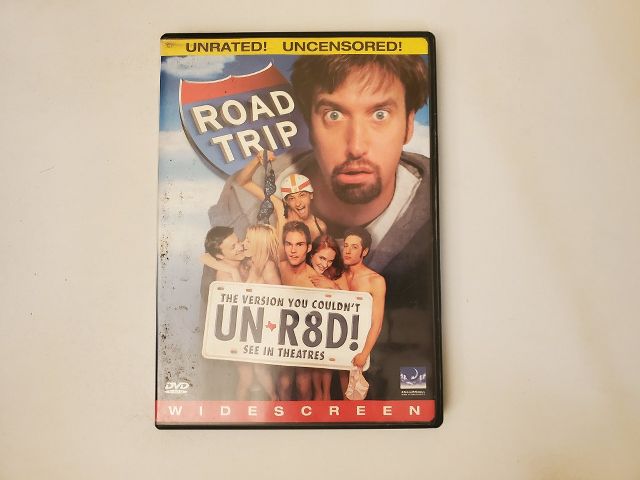 UNRATED! UNCENSORED!
ROAD
TRIP
THE VERSION YOU COULDN'T
UN R8D!
SEE IN THEATRES
DVD
WIDESCREEN